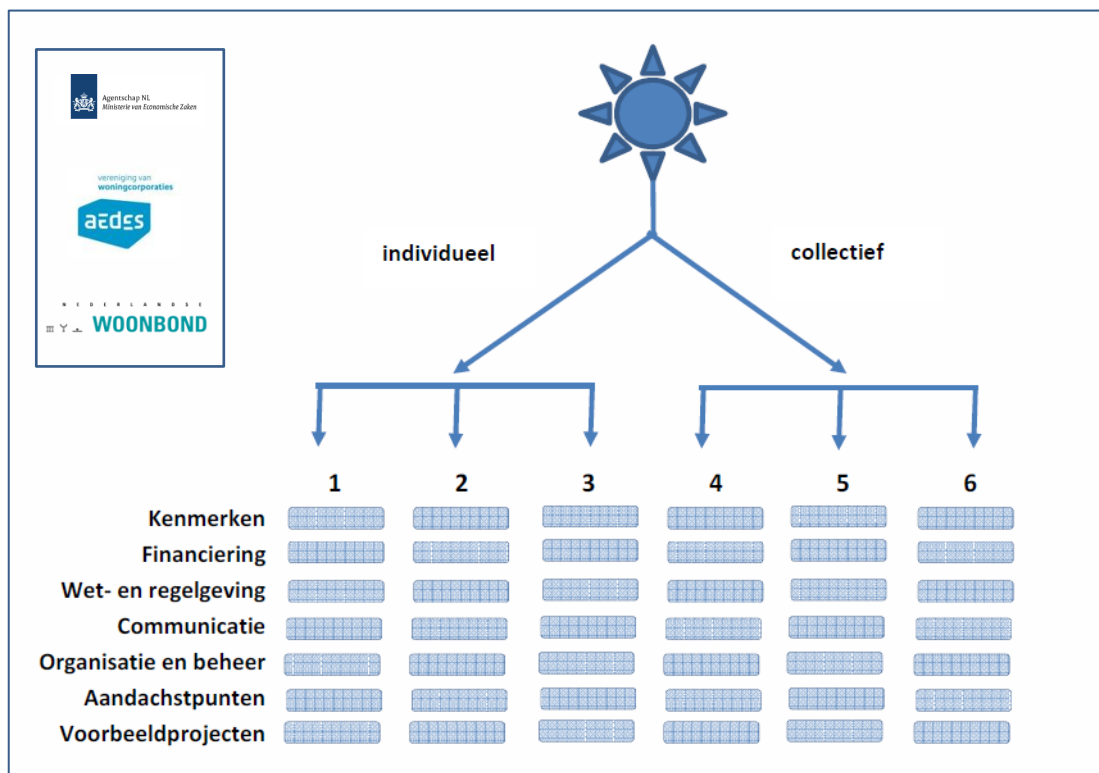 Agentschap NL
Ministerie van Economische Zaken
vereniging van
woningcorporaties
aedes
NEDERLANDSE
WOONBOND
individueel
collectief
1 2 3 4 5 6
Kenmerken
Financiering
Wet- en regelgeving
Communicatie
Organisatie en beheer
Aandachstpunten
Voorbeeldprojecten